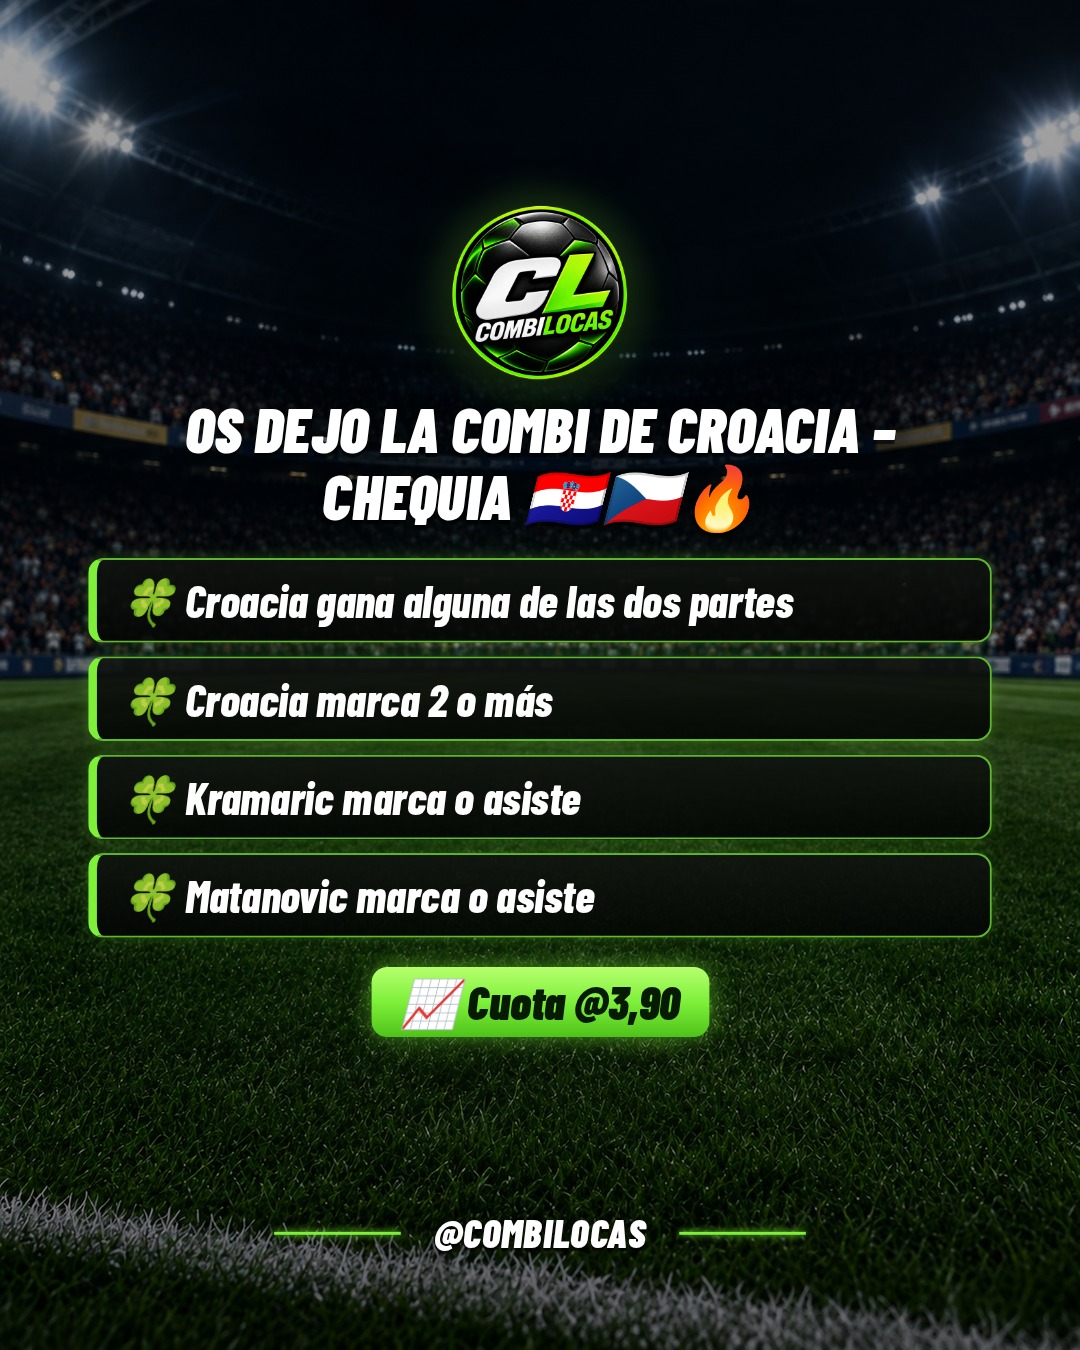 CL
COMBILOCAS
OS DEJO LA COMBI DE CROACIA -
CHEQUIA 🇭🇷🇨🇿🔥
🍀 Croacia gana alguna de las dos partes
🍀 Croacia marca 2 o más
🍀 Kramaric marca o asiste
🍀 Matanovic marca o asiste
📈 Cuota @3,90
@COMBILOCAS